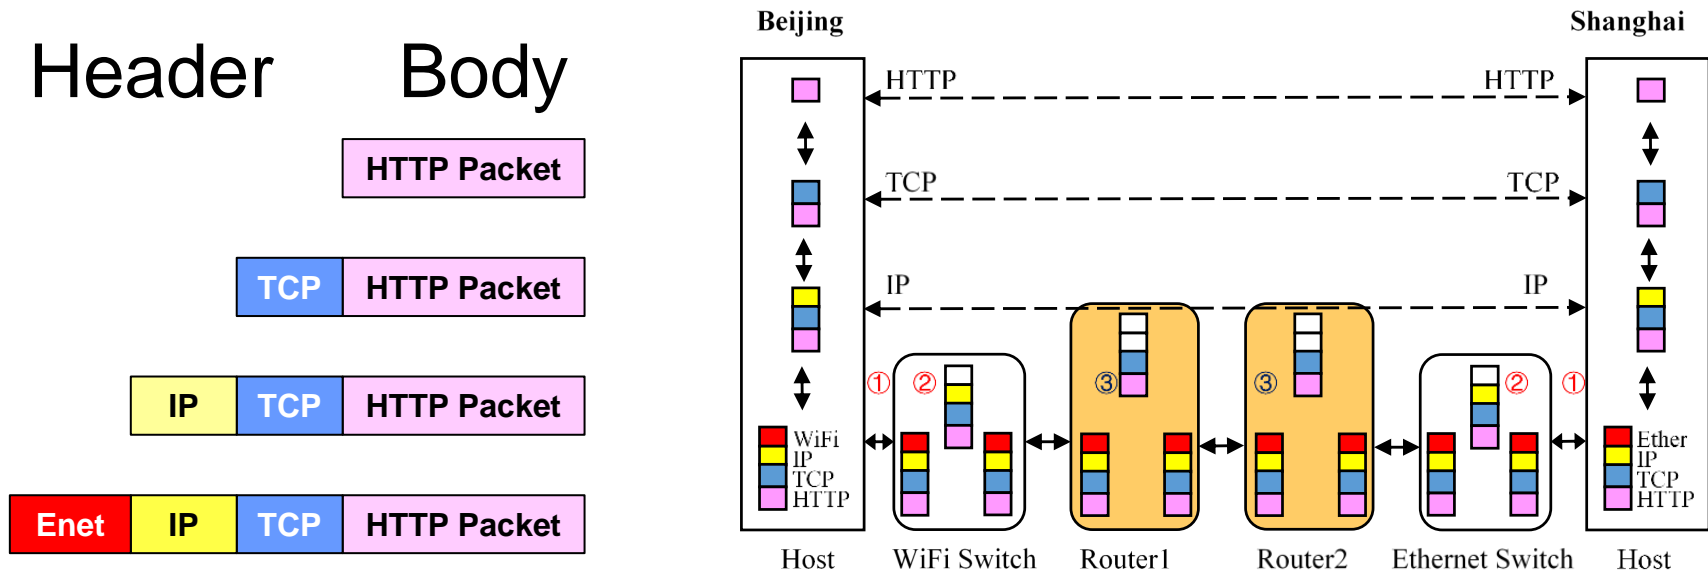 Header Body
HTTP Packet
TCP HTTP Packet
IP TCP HTTP Packet
Enet IP TCP HTTP Packet
Beijing Shanghai
HTTP HTTP
TCP TCP
IP IP
① ② ③ ③ ② ①
WiFi
IP
TCP
HTTP
Ether
IP
TCP
HTTP
Host WiFi Switch Router1 Router2 Ethernet Switch Host